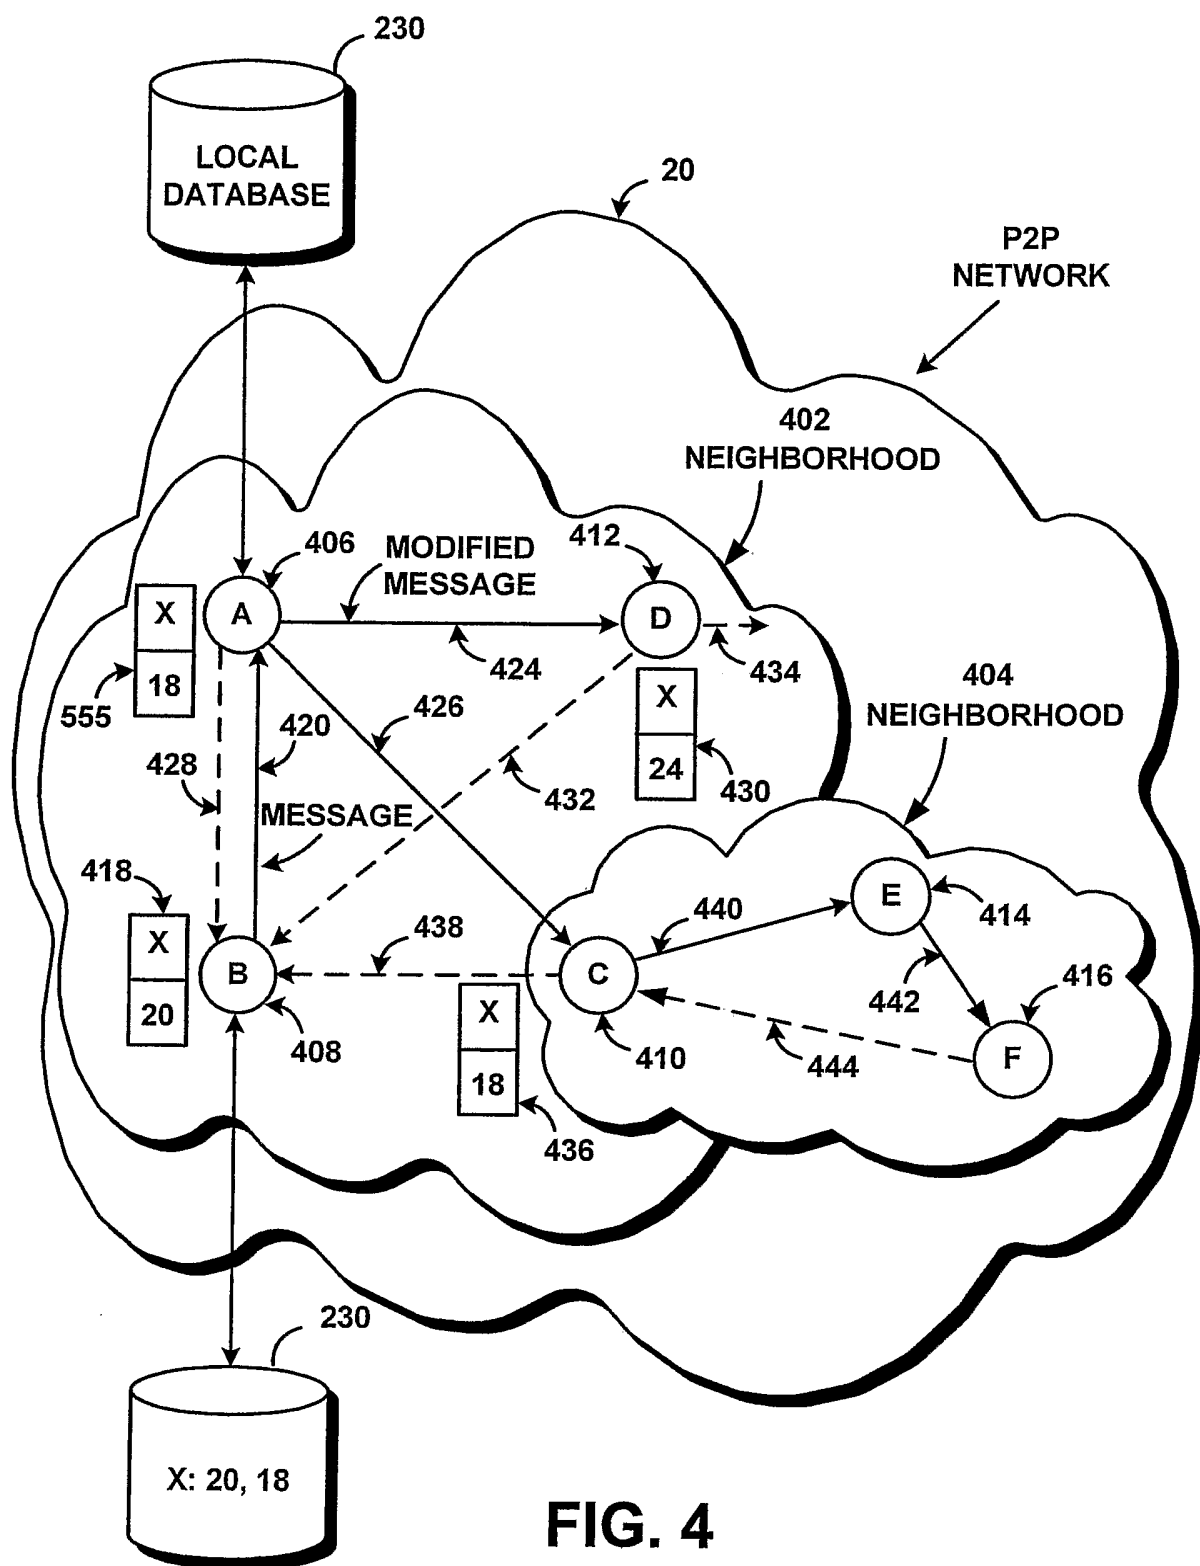 230
LOCAL
DATABASE
20
P2P
NETWORK
402
NEIGHBORHOOD
412
406
MODIFIED
MESSAGE
X
A
D
18
555
424
434
404
NEIGHBORHOOD
X
24
430
420
426
428
432
MESSAGE
418
X
20
B
408
438
440
E
414
C
442
416
X
18
410
444
F
436
230
X: 20, 18
FIG. 4